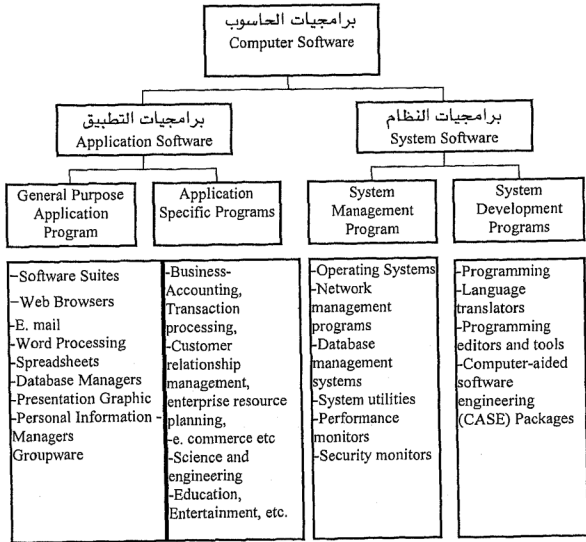 برامجيات الحاسوب
Computer Software
برامجيات التطبيق
Application Software
برامجيات النظام
System Software
General Purpose
Application
Program
Application
Specific Programs
System
Management
Program
System
Development
Programs
-Software Suites
-Web Browsers
-E. mail
-Word Processing
-Spreadsheets
-Database Managers
-Presentation Graphic
-Personal Information -
Managers
Groupware
-Business-
Accounting,
Transaction
processing,
-Customer
relationship
management,
enterprise resource
planning,
-e. commerce etc
-Science and
engineering
-Education,
Entertainment, etc.
-Operating Systems
-Network
management
programs
-Database
management
systems
-System utilities
-Performance
monitors
-Security monitors
-Programming
-Language
translators
-Programming
editors and tools
-Computer-aided
software
engineering
(CASE) Packages